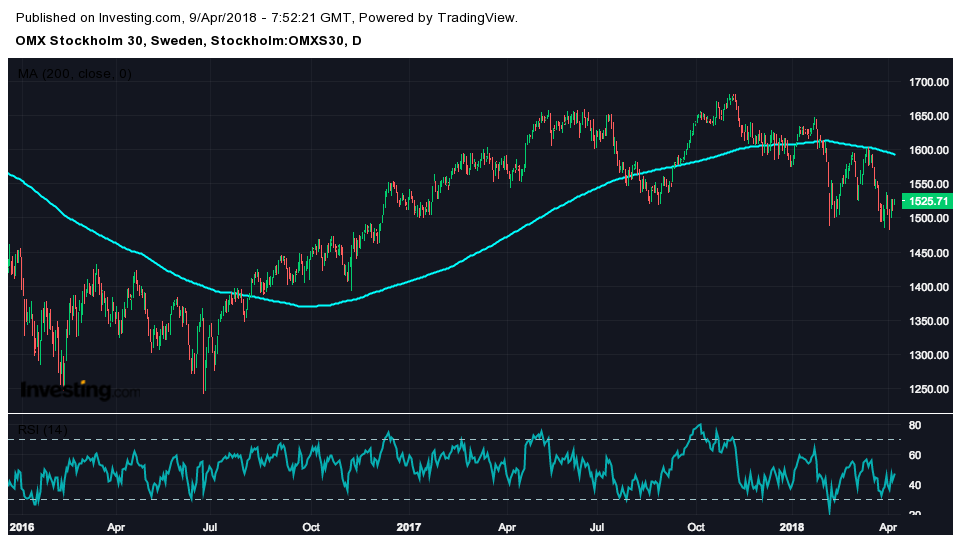 Published on Investing.com, 9/Apr/2018 - 7:52:21 GMT, Powered by TradingView.
OMX Stockholm 30, Sweden, Stockholm:OMXS30, D
MA (200, close, 0)
1700.00
1650.00
1600.00
1550.00
1525.71
1500.00
1450.00
1400.00
1350.00
1300.00
1250.00
Investing.com
RSI (14)
80
60
40
20
2016 Apr Jul Oct 2017 Apr Jul Oct 2018 Apr